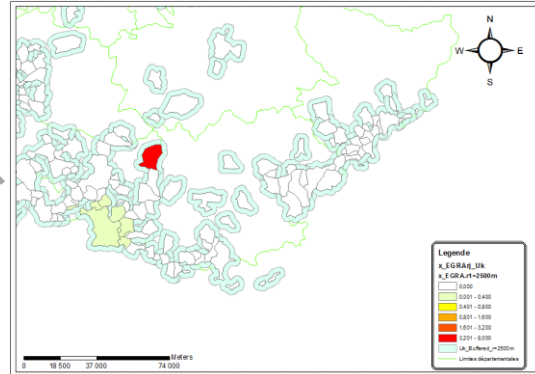 N
W E
S
Legende
x_EGRArj_Uk
x_EGRA.r1=2500m
0,000
0,001 - 0,400
0,401 - 0,800
0,801 - 1,600
1,601 - 3,200
3,201 - 8,000
Uk_Buffered_r=2500m
Limites départementales
Meters
0 18 500 37 000 74 000